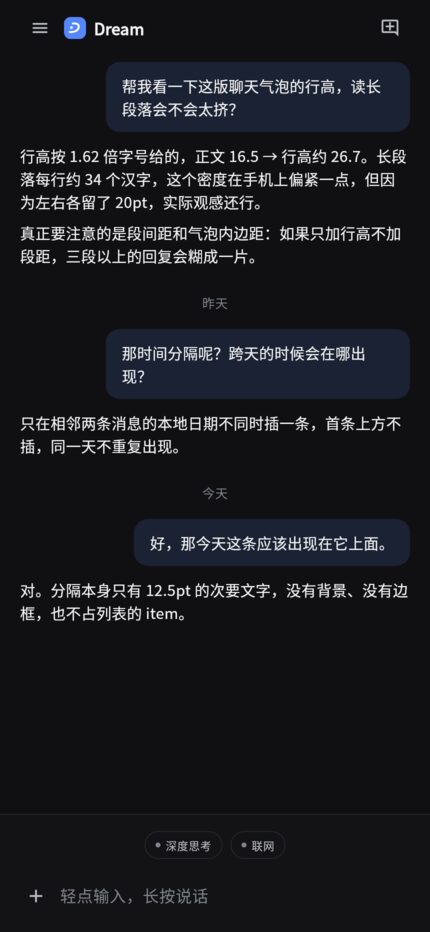 Dream
帮我看一下这版聊天气泡的行高，读长
段落会不会太挤？
行高按 1.62 倍字号给的，正文 16.5 → 行高约 26.7。长段
落每行约 34 个汉字，这个密度在手机上偏紧一点，但因
为左右各留了 20pt，实际观感还行。
真正要注意的是段间距和气泡内边距：如果只加行高不加
段距，三段以上的回复会糊成一片。
昨天
那时间分隔呢？跨天的时候会在哪出
现？
只在相邻两条消息的本地日期不同时插一条，首条上方不
插，同一天不重复出现。
今天
好，那今天这条应该出现在它上面。
对。分隔本身只有 12.5pt 的次要文字，没有背景、没有边
框，也不占列表的 item。
深度思考
联网
轻点输入，长按说话